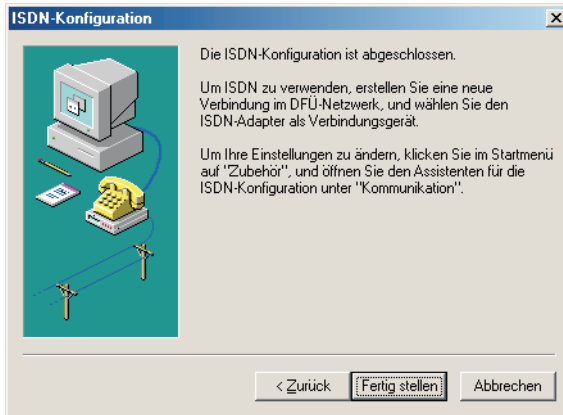 ISDN-Konfiguration
Die ISDN-Konfiguration ist abgeschlossen.
Um ISDN zu verwenden, erstellen Sie eine neue
Verbindung im DFÜ-Netzwerk, und wählen Sie den
ISDN-Adapter als Verbindungsgerät.
Um Ihre Einstellungen zu ändern, klicken Sie im Startmenü
auf "Zubehör", und öffnen Sie den Assistenten für die
ISDN-Konfiguration unter "Kommunikation".
< Zurück
Fertig stellen
Abbrechen